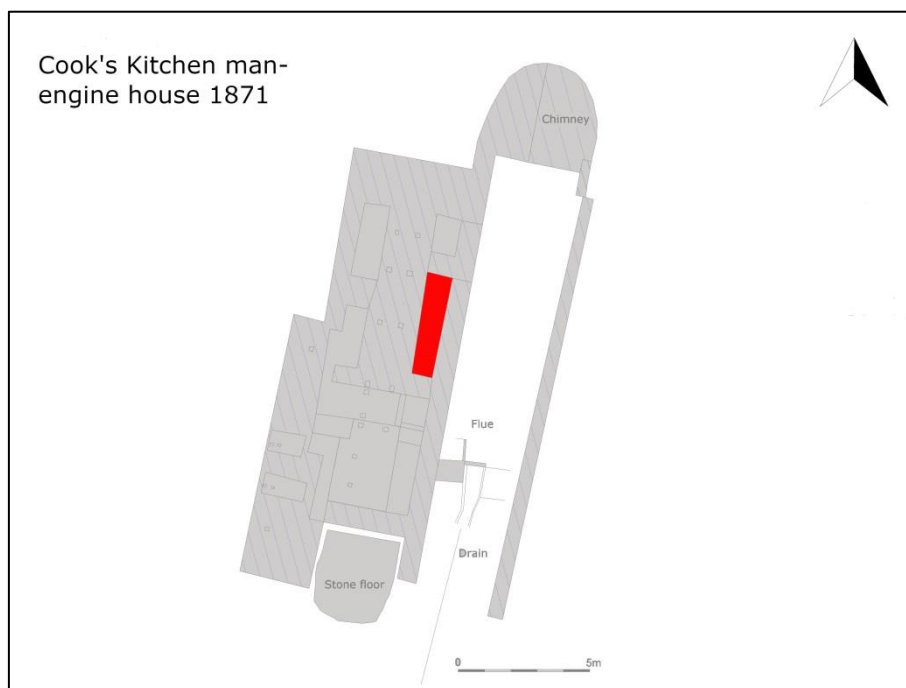 Cook's Kitchen man-
engine house 1871
Chimney
Flue
Drain
Stone floor
0
5m